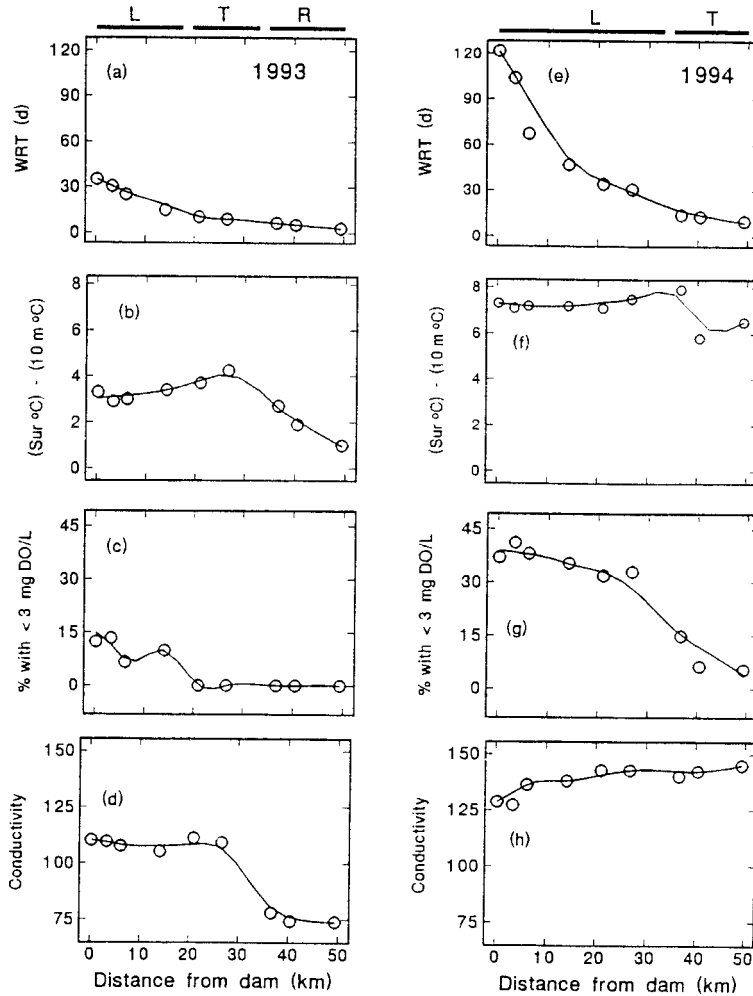 L T R
(a) 1993
WRT (d)
120
90
60
30
0
(b)
(Sur °C) - (10 m °C)
8
6
4
2
0
(c)
% with < 3 mg DO/L
45
30
15
0
(d)
Conductivity
150
125
100
75
0 10 20 30 40 50
Distance from dam (km)
L T
(e) 1994
WRT (d)
120
90
60
30
0
(f)
(Sur °C) - (10 m °C)
8
6
4
2
0
(g)
% with < 3 mg DO/L
45
30
15
0
(h)
Conductivity
150
125
100
75
0 10 20 30 40 50
Distance from dam (km)